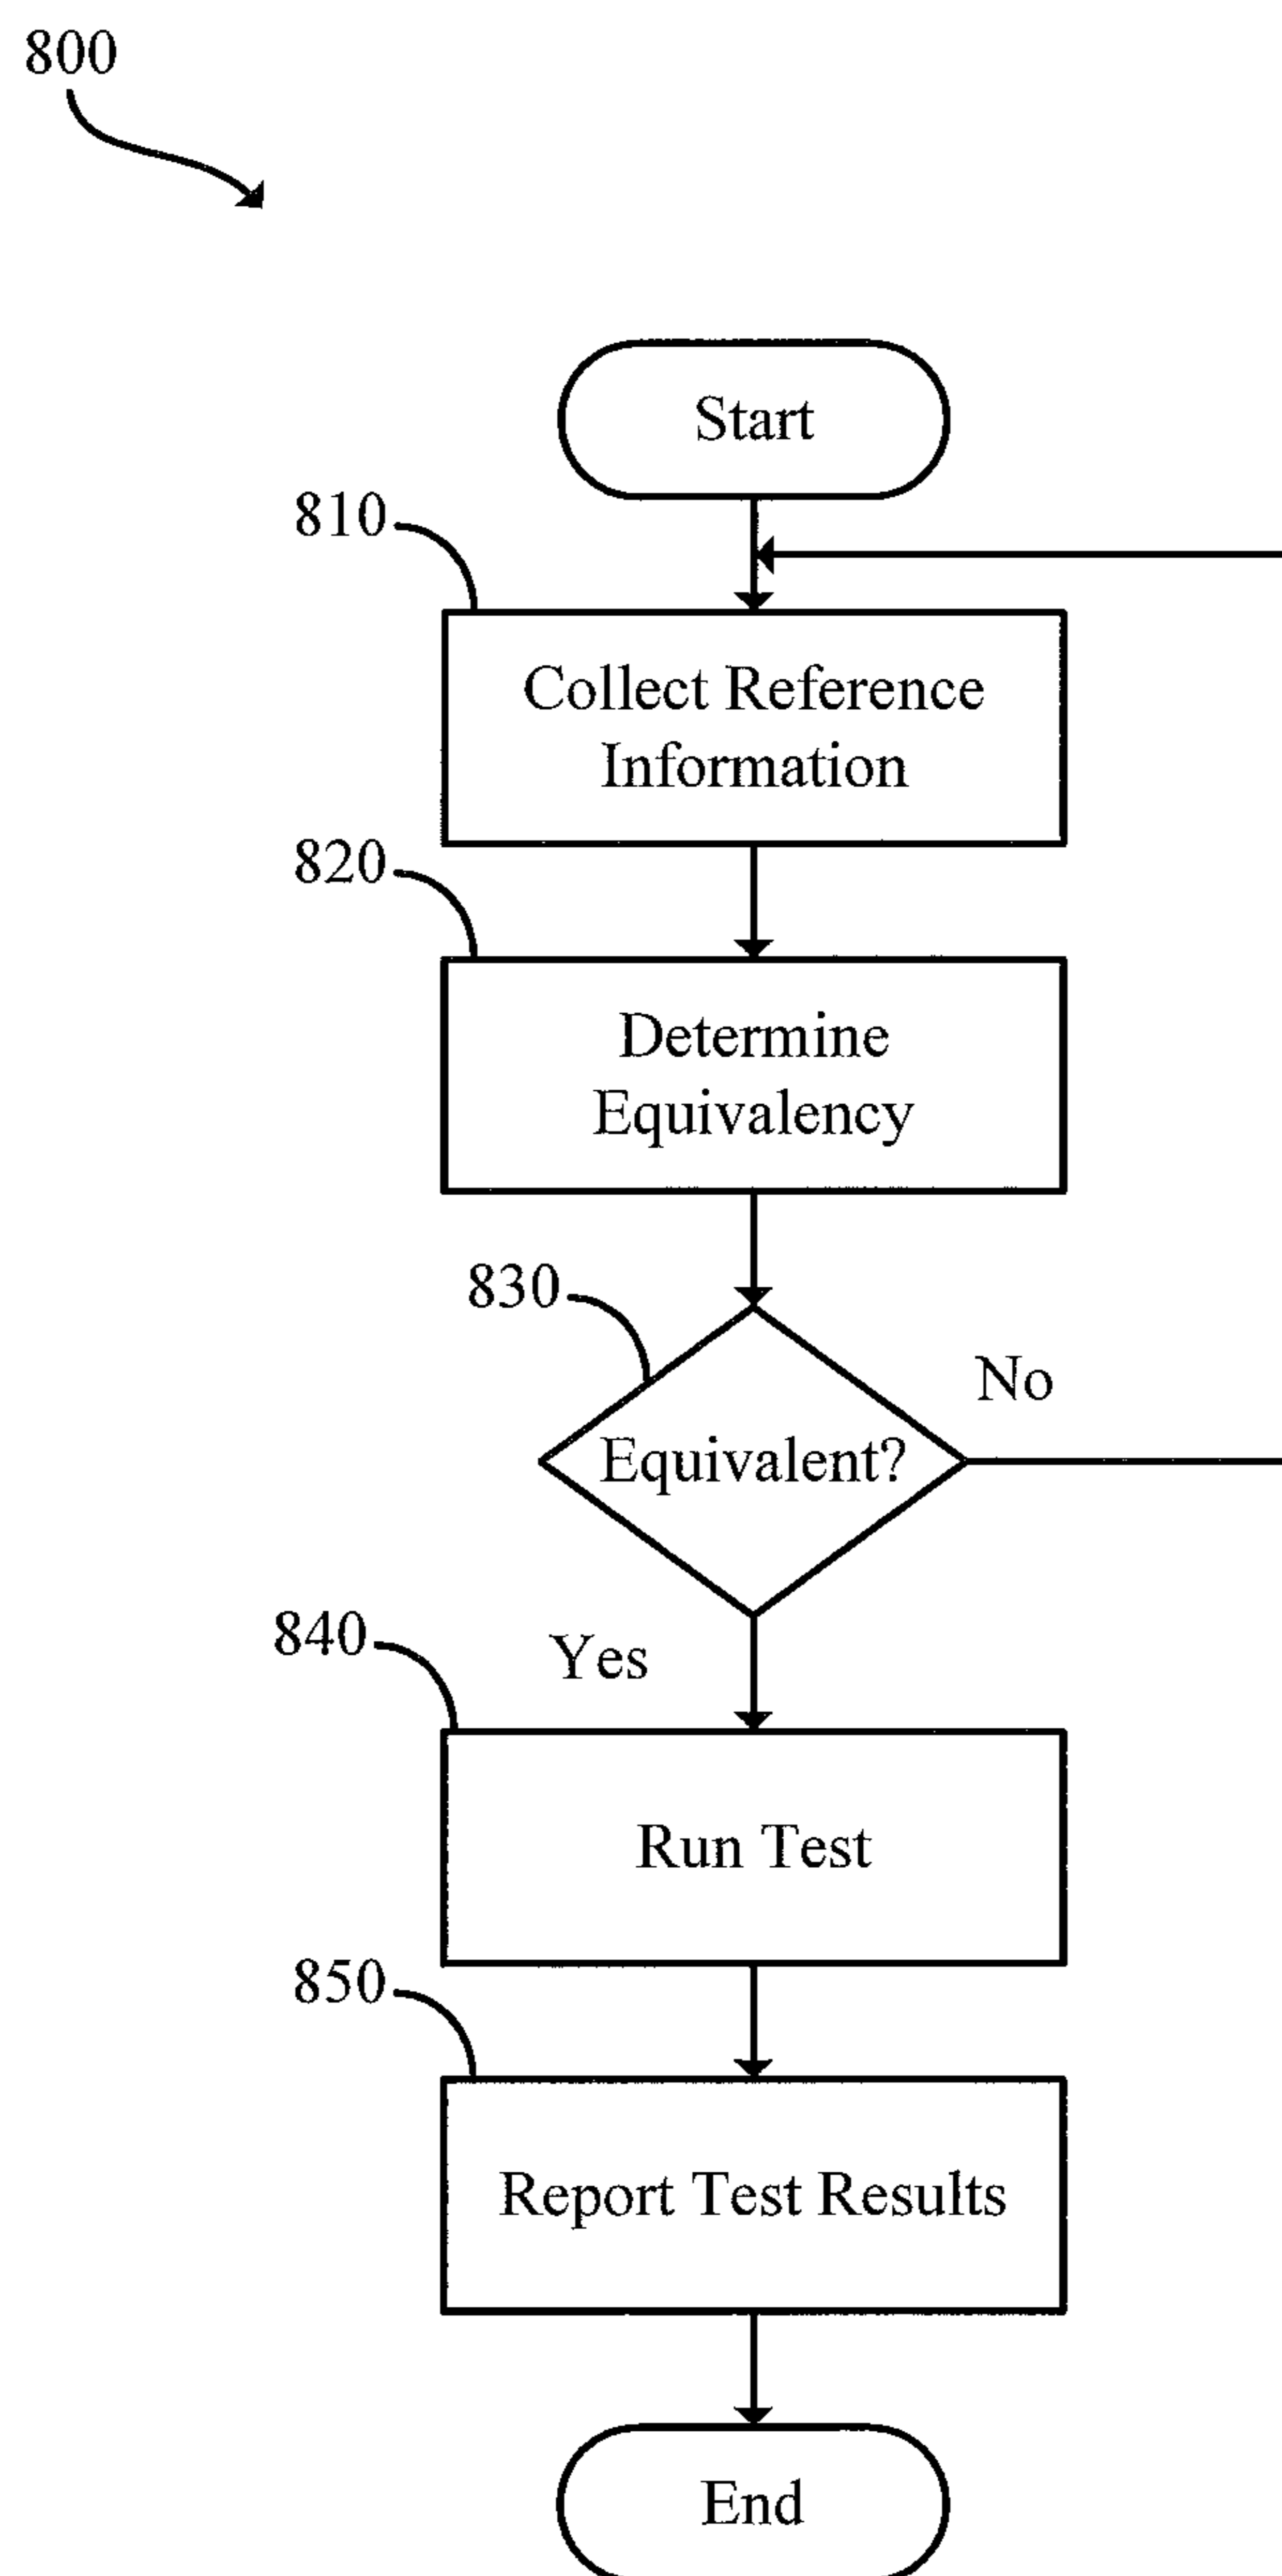 800
Start
810
Collect Reference
Information
820
Determine
Equivalency
830
No
Equivalent?
840
Yes
Run Test
850
Report Test Results
End